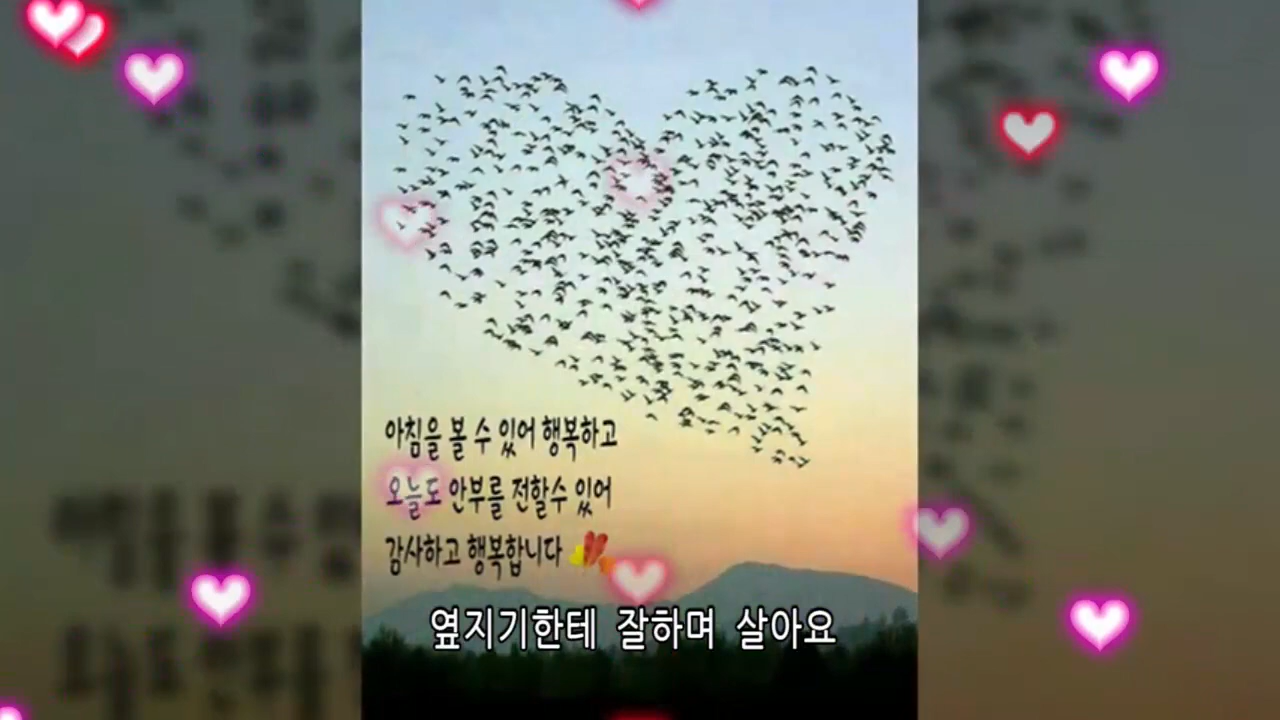 아침을 볼 수 있어 행복하고
오늘도 안부를 전할수 있어
감사하고 행복합니다
옆지기한테 잘하며 살아요